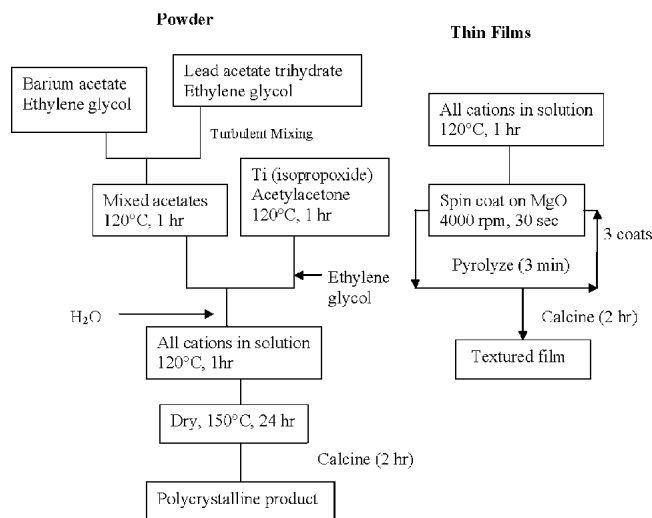 Powder
Barium acetate
Ethylene glycol
Lead acetate trihydrate
Ethylene glycol
Turbulent Mixing
Mixed acetates
120°C, 1 hr
Ti (isopropoxide)
Acetylacetone
120°C, 1 hr
Ethylene
glycol
H₂O
All cations in solution
120°C, 1hr
Dry, 150°C, 24 hr
Calcine (2 hr)
Polycrystalline product
Thin Films
All cations in solution
120°C, 1 hr
Spin coat on MgO
4000 rpm, 30 sec
3 coats
Pyrolyze (3 min)
Calcine (2 hr)
Textured film